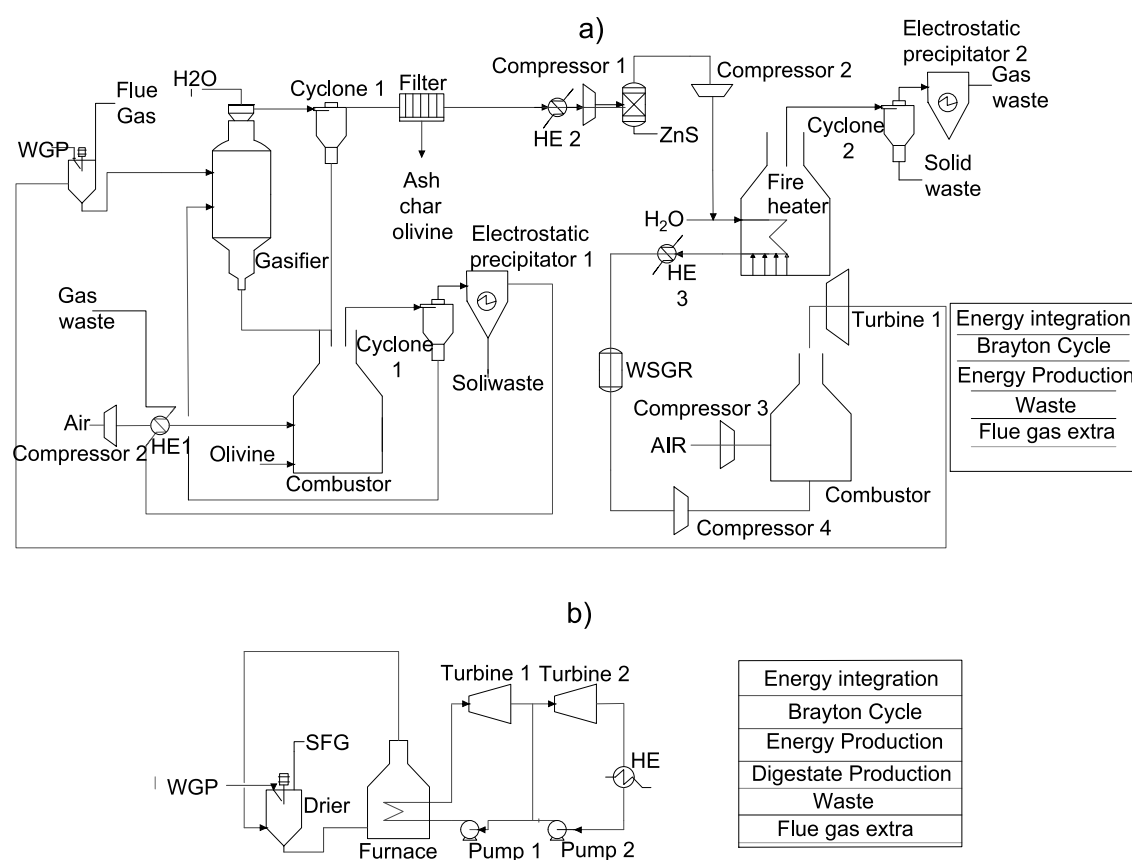 a)
Electrostatic
precipitator 2
Gas
waste
H2O
Cyclone 1
Filter
Compressor 1
Compressor 2
Flue
Gas
WGP
HE 2
ZnS
Cyclone
2
Solid
waste
Ash
char
olivine
Fire
heater
H₂O
Gasifier
Electrostatic
precipitator 1
HE
3
Gas
waste
Turbine 1
Cyclone
1
Soliwaste
WSGR
Energy integration
Brayton Cycle
Energy Production
Waste
Flue gas extra
Compressor 3
AIR
Air
Compressor 2
HE1
Olivine
Combustor
Combustor
Compressor 4
b)
Turbine 1
Turbine 2
SFG
WGP
Drier
HE
Furnace
Pump 1
Pump 2
Energy integration
Brayton Cycle
Energy Production
Digestate Production
Waste
Flue gas extra